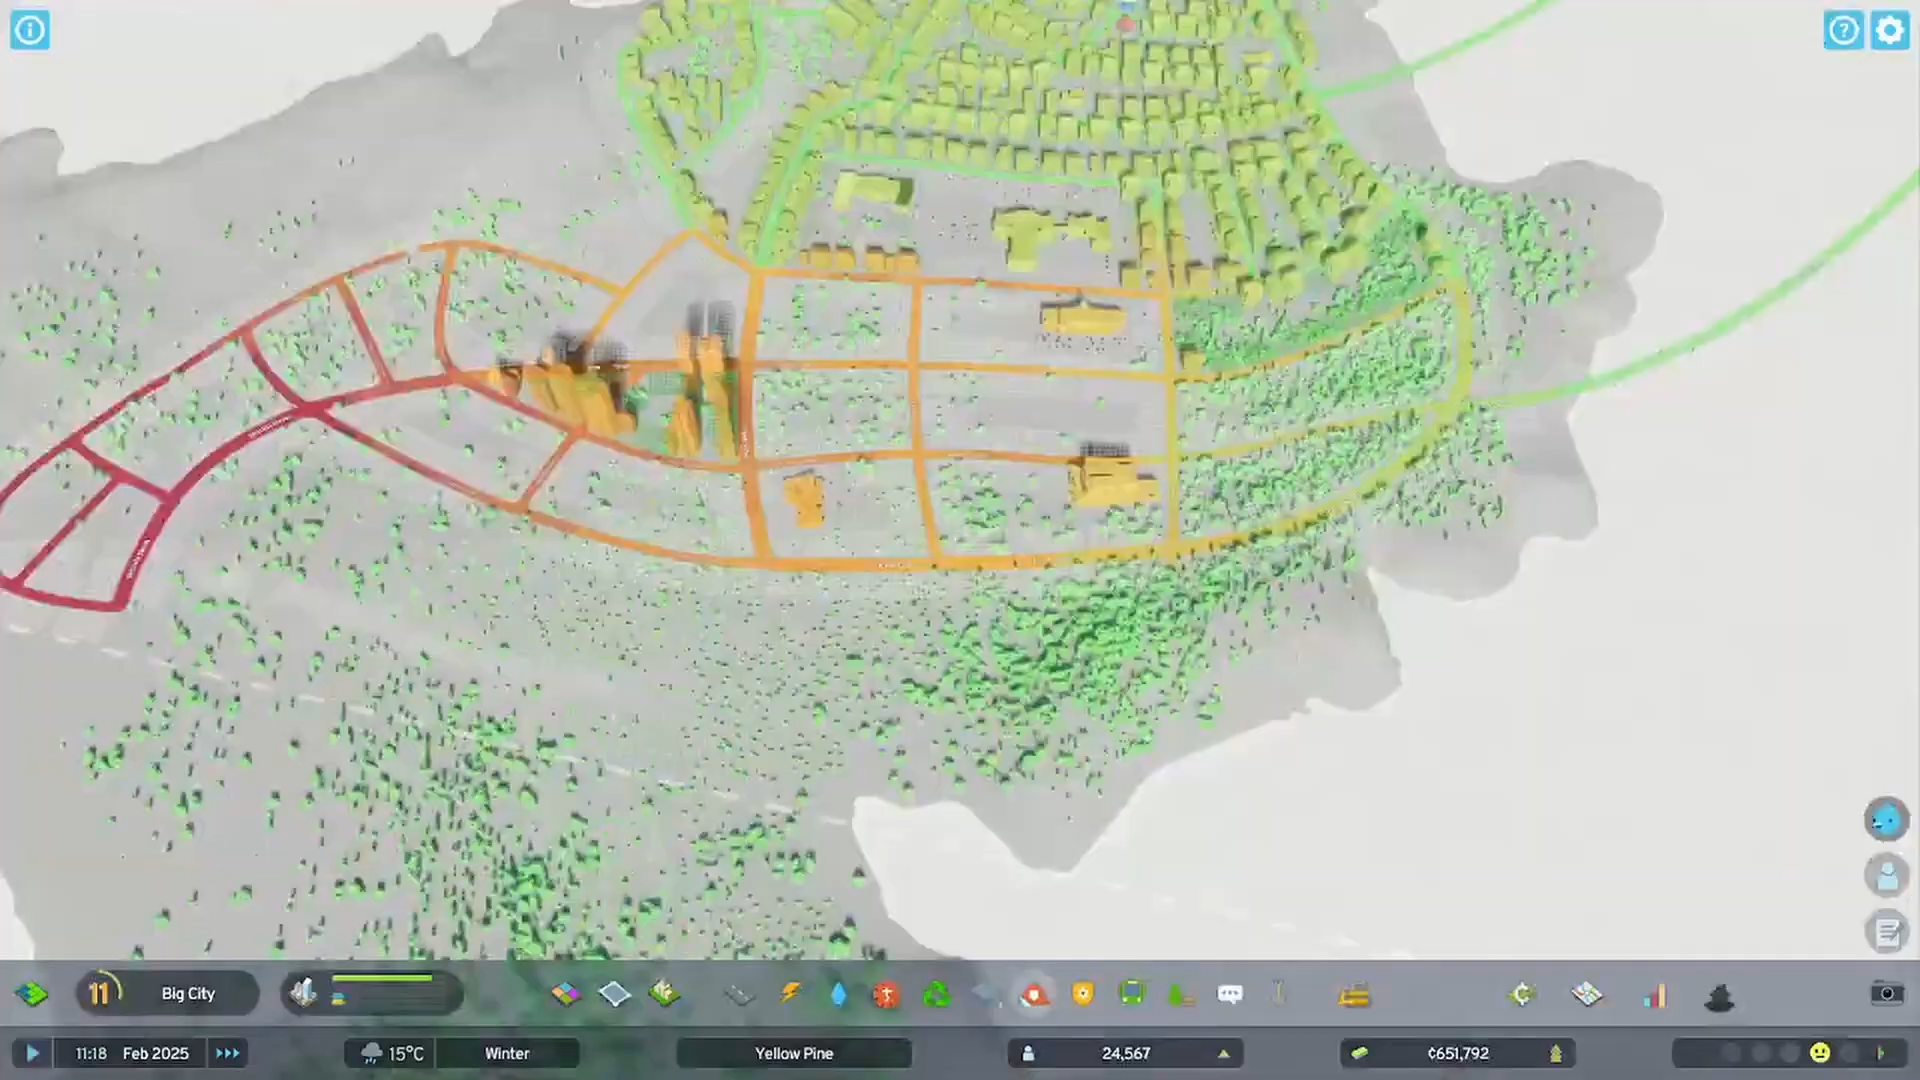 11
Big City
11:18
Feb 2025
15°C
Winter
Yellow Pine
24,567
¢651,792